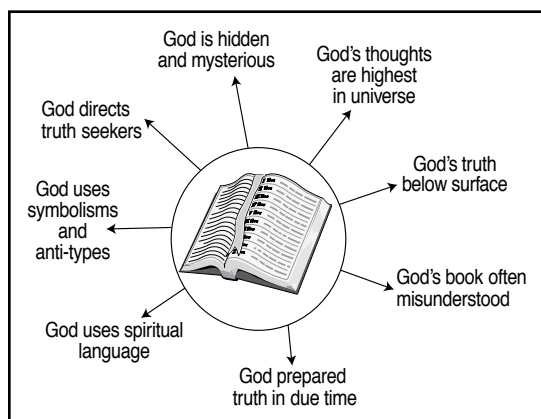 God is hidden
and mysterious
God's thoughts
are highest
in universe
God's truth
below surface
God's book often
misunderstood
God prepared
truth in due time
God uses spiritual
language
God uses
symbolisms
and
anti-types
God directs
truth seekers